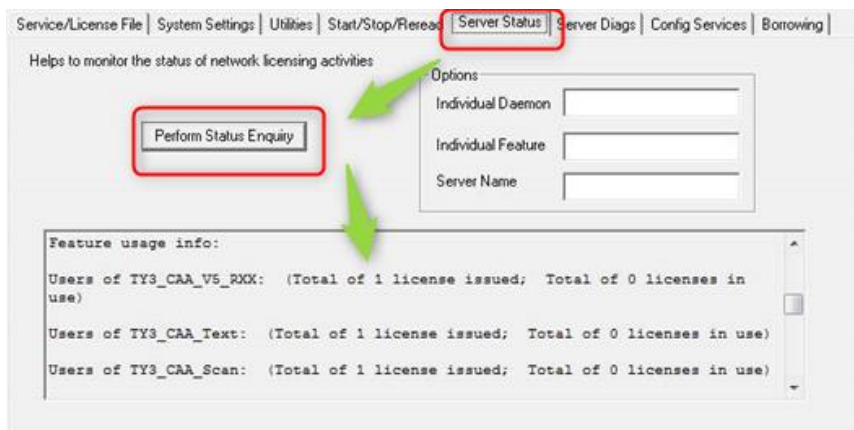 Service/License File | System Settings | Utilities | Start/Stop/Reread | Server Status | Server Diags | Config Services | Borrowing |
Helps to monitor the status of network licensing activities
Options
Individual Daemon
Perform Status Enquiry
Individual Feature
Server Name
Feature usage info:
Users of TY3_CAA_V5_RXX:  (Total of 1 license issued;  Total of 0 licenses in
use)
Users of TY3_CAA_Text:  (Total of 1 license issued;  Total of 0 licenses in use)
Users of TY3_CAA_Scan:  (Total of 1 license issued;  Total of 0 licenses in use)